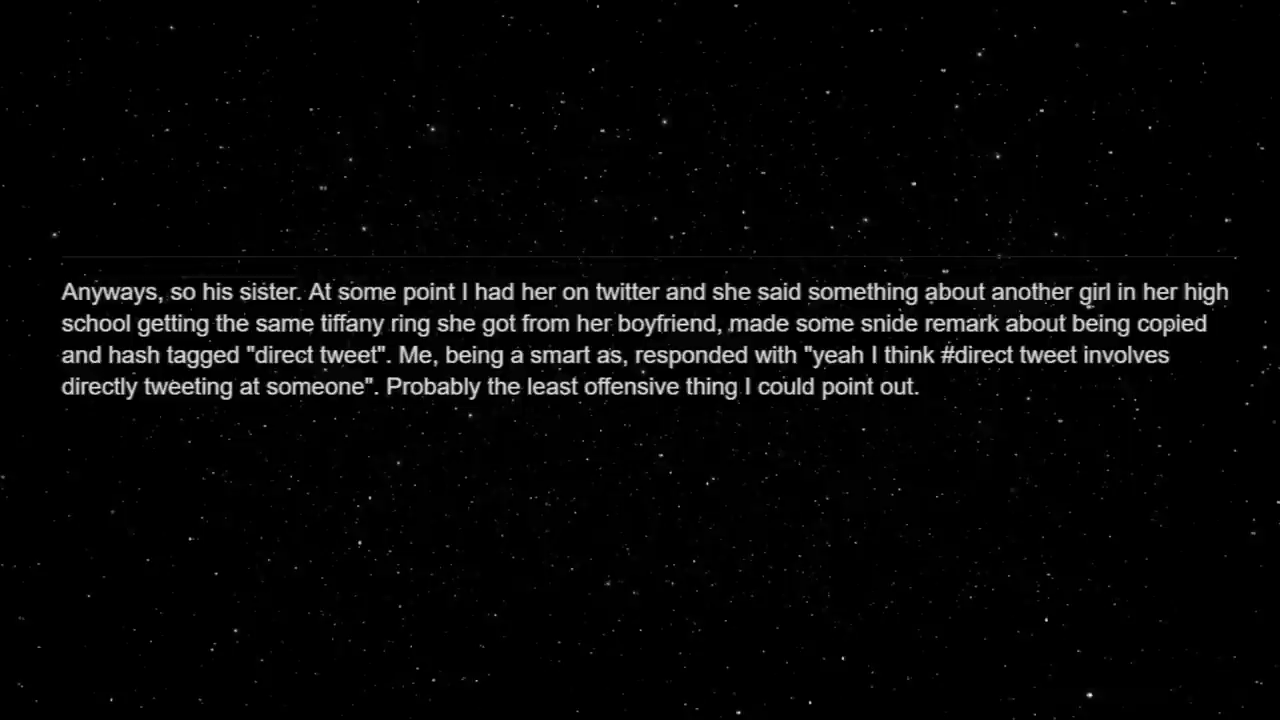 Anyways, so his sister. At some point I had her on twitter and she said something about another girl in her high
school getting the same tiffany ring she got from her boyfriend, made some snide remark about being copied
and hash tagged "direct tweet". Me, being a smart as, responded with "yeah I think #direct tweet involves
directly tweeting at someone". Probably the least offensive thing I could point out.